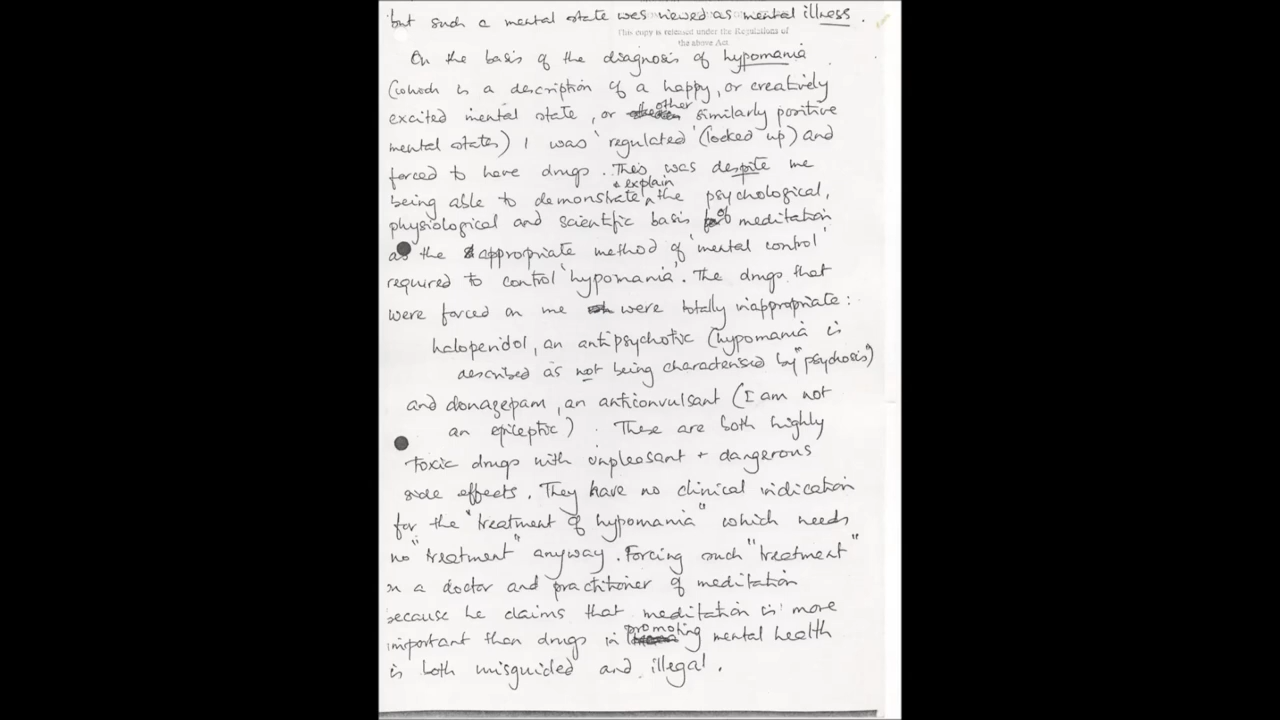 but such a mental state was viewed as mental illness.
This copy is released under the Regulations of
the above Act.
On the basis of the diagnosis of hypomania
(which is a description of a happy, or creatively
excited mental state, or other similarly positive
mental states) I was 'regulated' (locked up) and
forced to have drugs. This was despite me
being able to demonstrate & explain the psychological,
physiological and scientific basis of meditation
as the appropriate method of 'mental control'
required to control 'hypomania'. The drugs that
were forced on me were totally inappropriate:
haloperidol, an antipsychotic (hypomania is
described as not being characterised by "psychosis")
and clonazepam, an anticonvulsant (I am not
an epileptic). These are both highly
toxic drugs with unpleasant + dangerous
side effects. They have no clinical indication
for the "treatment of hypomania" which needs
no "treatment" anyway. Forcing such "treatment"
on a doctor and practitioner of meditation
because he claims that meditation is more
important than drugs in promoting mental health
is both misguided and illegal.